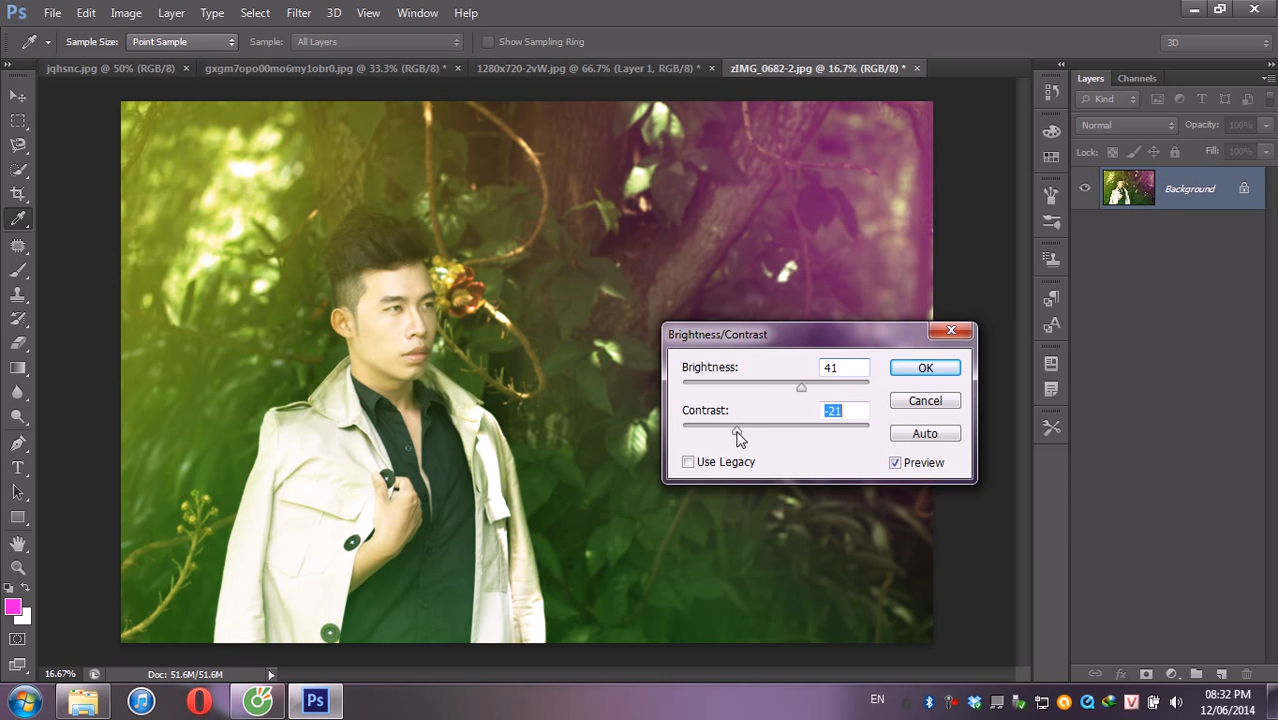 Ps File Edit Image Layer Type Select Filter 3D View Window Help
Sample Size: Point Sample Sample: All Layers Show Sampling Ring 3D
jqhsnc.jpg @ 50% (RGB/8) × gxgm7opo00mo6my1obr0.jpg @ 33.3% (RGB/8) * × 1280x720-2vW.jpg @ 66.7% (Layer 1, RGB/8) * × zIMG_0682-2.jpg @ 16.7% (RGB/8) * ×
Layers Channels
Kind
Normal Opacity: 100%
Lock: Fill: 100%
Background
Brightness/Contrast
Brightness: 41 OK
Contrast: -21 Cancel
Auto
Use Legacy Preview
16.67% Doc: 51.6M/51.6M
Ps EN V 08:32 PM
12/06/2014